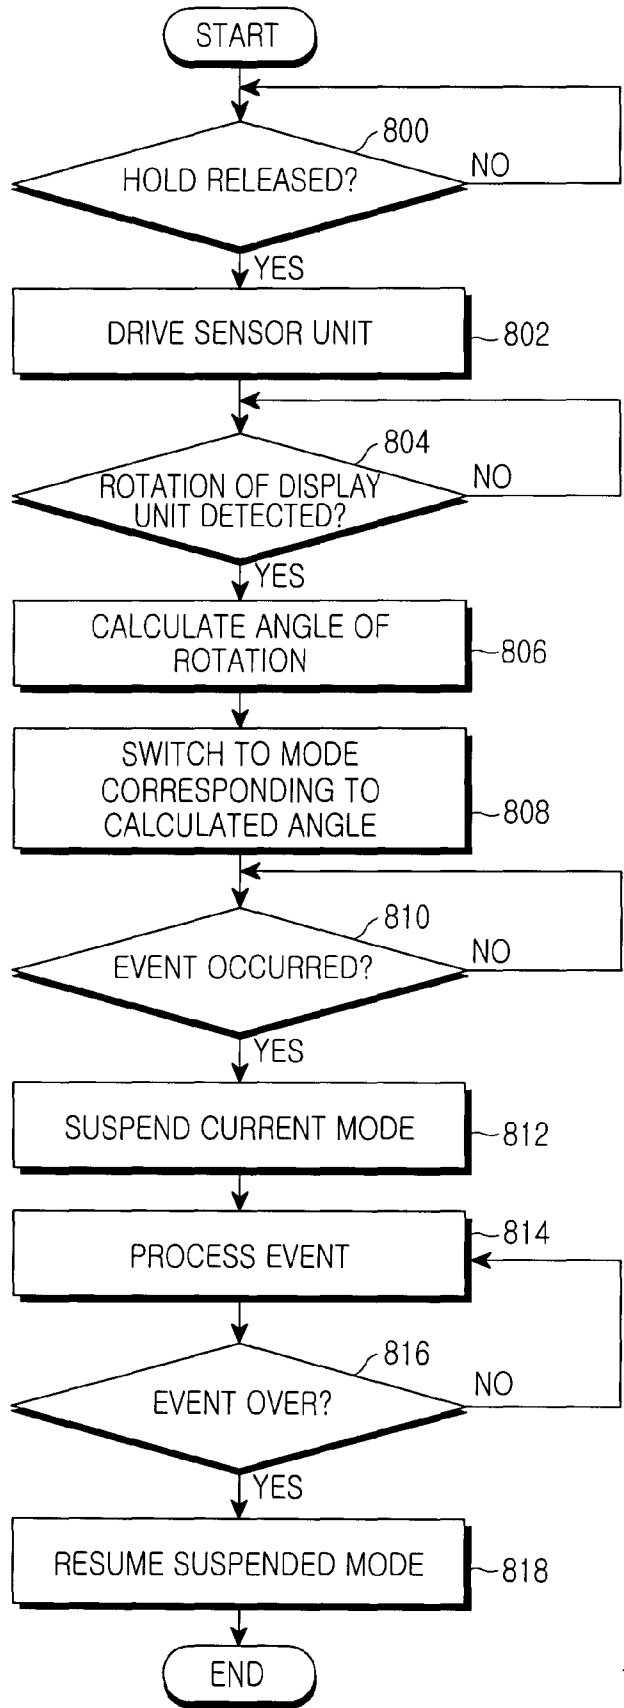 START
800
HOLD RELEASED?
NO
YES
DRIVE SENSOR UNIT
802
804
ROTATION OF DISPLAY
UNIT DETECTED?
NO
YES
CALCULATE ANGLE OF
ROTATION
806
SWITCH TO MODE
CORRESPONDING TO
CALCULATED ANGLE
808
810
EVENT OCCURRED?
NO
YES
SUSPEND CURRENT MODE
812
PROCESS EVENT
814
816
EVENT OVER?
NO
YES
RESUME SUSPENDED MODE
818
END